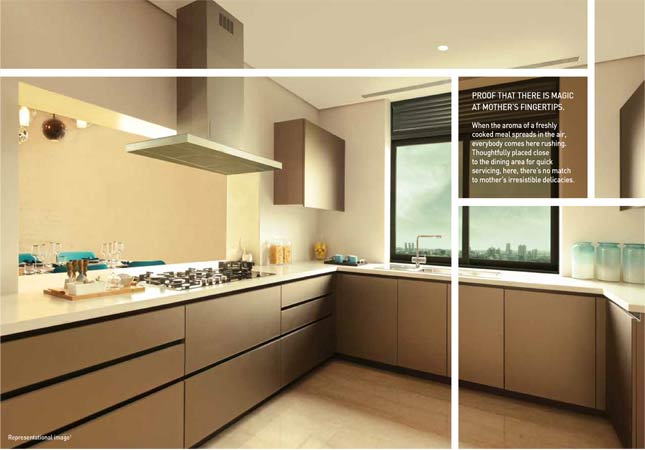 PROOF THAT THERE IS MAGIC
AT MOTHER'S FINGERTIPS.
When the aroma of a freshly
cooked meal spreads in the air,
everybody comes here rushing.
Thoughtfully placed close
to the dining area for quick
servicing, here, there's no match
to mother's irresistible delicacies.
Representational image¹